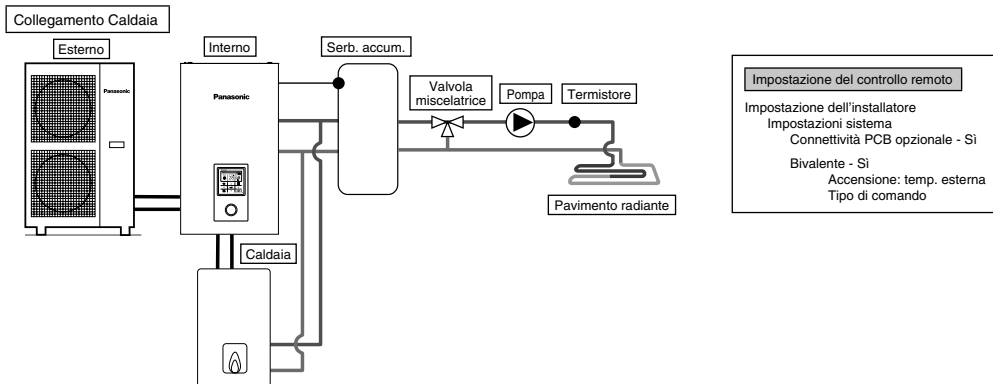 Collegamento Caldaia
Esterno
Interno
Serb. accum.
Panasonic
Panasonic
Valvola
miscelatrice
Pompa
Termistore
Pavimento radiante
Caldaia
Impostazione del controllo remoto
Impostazione dell'installatore
Impostazioni sistema
Connettività PCB opzionale - Sì
Bivalente - Sì
Accensione: temp. esterna
Tipo di comando